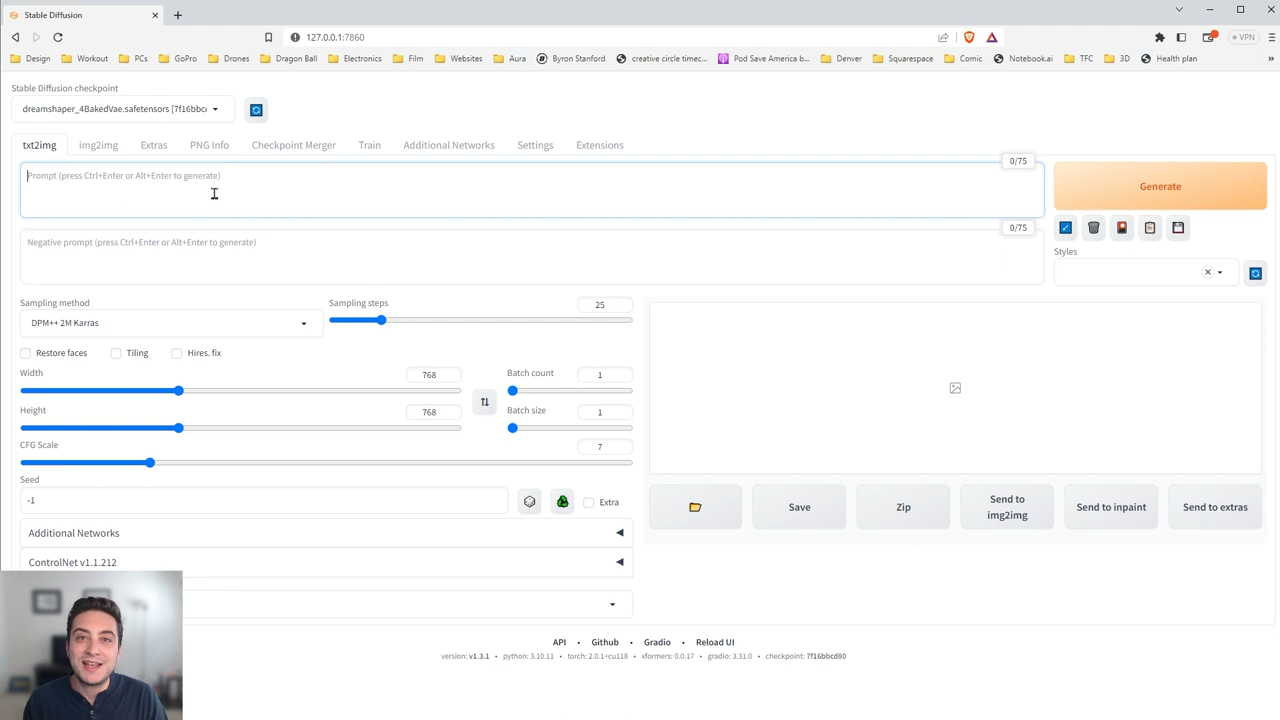 Stable Diffusion
127.0.0.1:7860
VPN
Design Workout PCs GoPro Drones Dragon Ball Electronics Film Websites Aura Byron Stanford creative circle timec... Pod Save America b... Denver Squarespace Comic Notebook.ai TFC 3D Health plan
Stable Diffusion checkpoint
dreamshaper_4BakedVae.safetensors [7f16bbc
txt2img img2img Extras PNG Info Checkpoint Merger Train Additional Networks Settings Extensions
0/75
Prompt (press Ctrl+Enter or Alt+Enter to generate)
Generate
0/75
Negative prompt (press Ctrl+Enter or Alt+Enter to generate)
Styles
Sampling method
DPM++ 2M Karras
Sampling steps 25
Restore faces Tiling Hires. fix
Width 768
Batch count 1
Height 768
Batch size 1
CFG Scale 7
Seed
-1
Extra
Save Zip Send to img2img Send to inpaint Send to extras
Additional Networks
ControlNet v1.1.212
API • Github • Gradio • Reload UI
version: v1.3.1 • python: 3.10.11 • torch: 2.0.1+cu118 • xformers: 0.0.17 • gradio: 3.31.0 • checkpoint: 7f16bbcd80